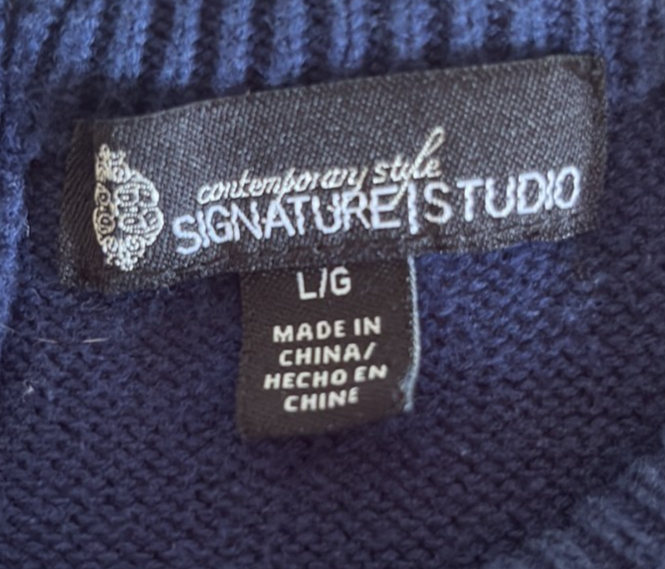 contemporary style
SIGNATURE|STUDIO
L/G
MADE IN
CHINA/
HECHO EN
CHINE